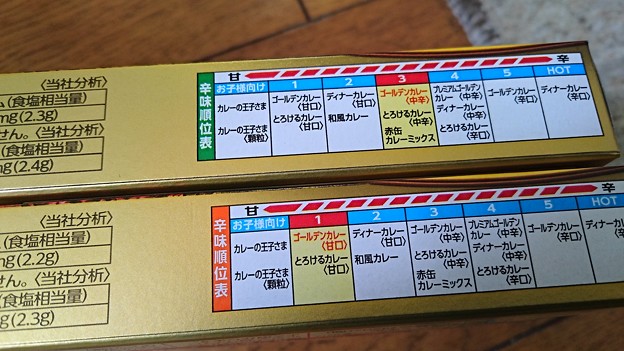 〈当社分析〉
(食塩相当量)
mg(2.3g)
せん。〈当社分析〉
(食塩相当量)
mg(2.4g)
辛味順位表
甘
辛
お子様向け
1
2
3
4
5
HOT
カレーの王子さま
カレーの王子さま
〈顆粒〉
ゴールデンカレー
〈甘口〉
とろけるカレー
〈甘口〉
ディナーカレー
〈甘口〉
和風カレー
ゴールデンカレー
〈中辛〉
とろけるカレー
〈中辛〉
赤缶
カレーミックス
プレミアムゴールデン
カレー〈中辛〉
ディナーカレー
〈中辛〉
とろけるカレー
〈辛口〉
ゴールデンカレー
〈辛口〉
ディナーカレー
〈辛口〉
〈当社分析〉
(食塩相当量)
mg(2.2g)
せん。〈当社分析〉
(食塩相当量)
mg(2.3g)
辛味順位表
甘
辛
お子様向け
1
2
3
4
5
HOT
カレーの王子さま
カレーの王子さま
〈顆粒〉
ゴールデンカレー
〈甘口〉
とろけるカレー
〈甘口〉
ディナーカレー
〈甘口〉
和風カレー
ゴールデンカレー
〈中辛〉
とろけるカレー
〈中辛〉
赤缶
カレーミックス
プレミアムゴールデン
カレー〈中辛〉
ディナーカレー
〈中辛〉
とろけるカレー
〈辛口〉
ゴールデンカレー
〈辛口〉
ディナーカ